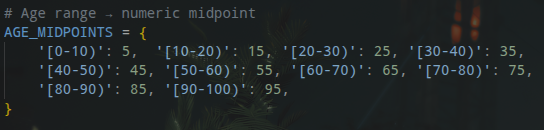 # Age range → numeric midpoint
AGE_MIDPOINTS = {
    '[0-10)': 5,  '[10-20)': 15, '[20-30)': 25, '[30-40)': 35,
    '[40-50)': 45, '[50-60)': 55, '[60-70)': 65, '[70-80)': 75,
    '[80-90)': 85, '[90-100)': 95,
}